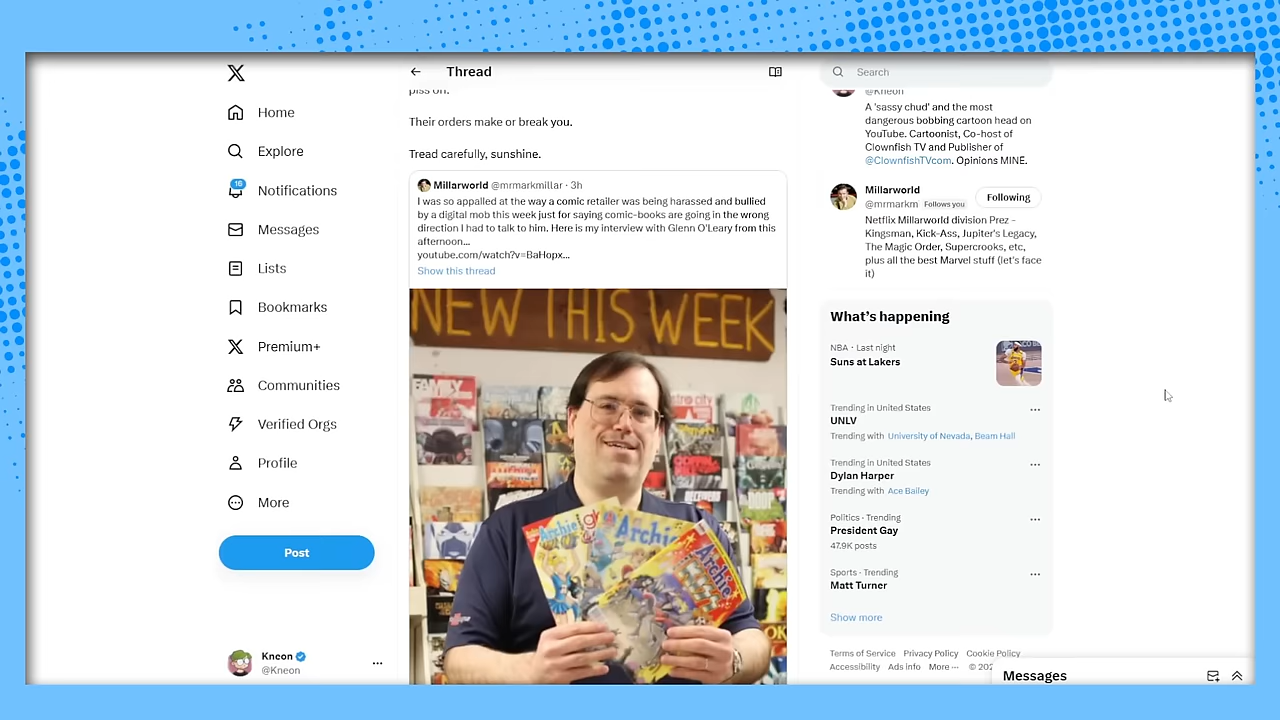 Home
Explore
16
Notifications
Messages
Lists
Bookmarks
Premium+
Communities
Verified Orgs
Profile
More
Post
Kneon
@Kneon
Thread
piss off.
Their orders make or break you.
Tread carefully, sunshine.
Millarworld @mrmarkmillar · 3h
I was so appalled at the way a comic retailer was being harassed and bullied
by a digital mob this week just for saying comic-books are going in the wrong
direction I had to talk to him. Here is my interview with Glenn O'Leary from this
afternoon...
youtube.com/watch?v=BaHopx...
Show this thread
NEW THIS WEEK
FAMILY
Archie
Archie
Archie
Search
@Kneon
A 'sassy chud' and the most
dangerous bobbing cartoon head on
YouTube. Cartoonist, Co-host of
Clownfish TV and Publisher of
@ClownfishTVcom. Opinions MINE.
Millarworld
@mrmarkm Follows you
Following
Netflix Millarworld division Prez -
Kingsman, Kick-Ass, Jupiter's Legacy,
The Magic Order, Supercrooks, etc,
plus all the best Marvel stuff (let's face
it)
What's happening
NBA · Last night
Suns at Lakers
Trending in United States
UNLV
Trending with University of Nevada, Beam Hall
Trending in United States
Dylan Harper
Trending with Ace Bailey
Politics · Trending
President Gay
47.9K posts
Sports · Trending
Matt Turner
Show more
Terms of Service Privacy Policy Cookie Policy
Accessibility Ads info More ··· © 202
Messages